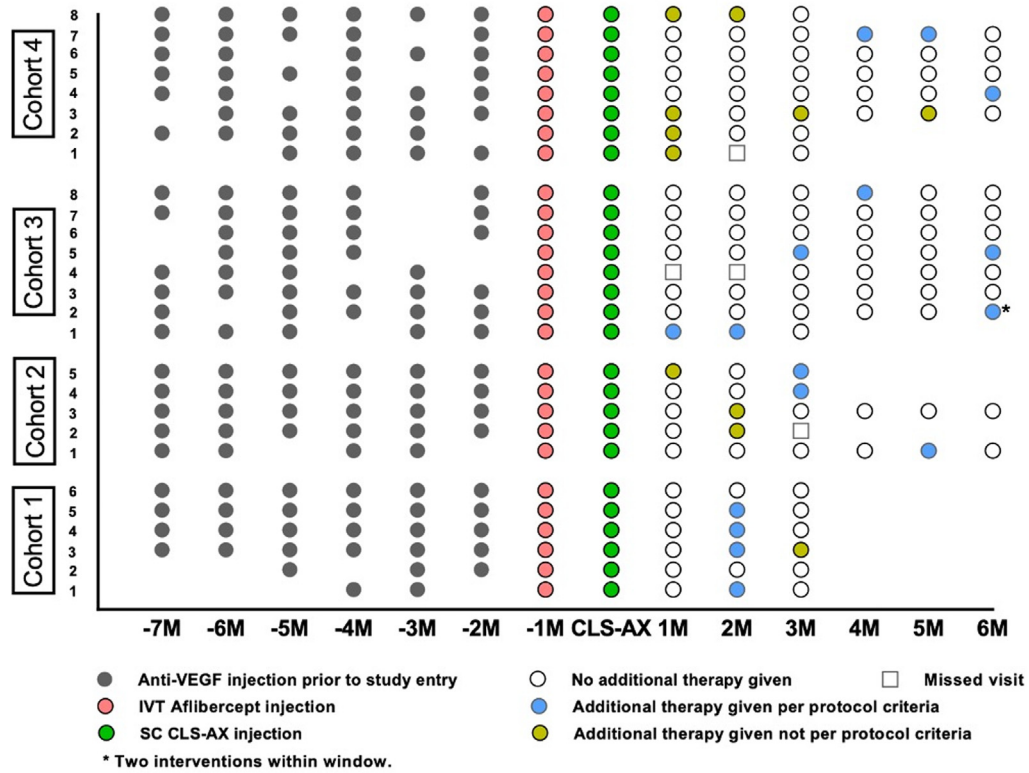 Cohort 4
8
7
6
5
4
3
2
1
Cohort 3
8
7
6
5
4
3
2
1
*
Cohort 2
5
4
3
2
1
Cohort 1
6
5
4
3
2
1
-7M -6M -5M -4M -3M -2M -1M CLS-AX 1M 2M 3M 4M 5M 6M
Anti-VEGF injection prior to study entry
No additional therapy given
Missed visit
IVT Aflibercept injection
Additional therapy given per protocol criteria
SC CLS-AX injection
Additional therapy given not per protocol criteria
* Two interventions within window.